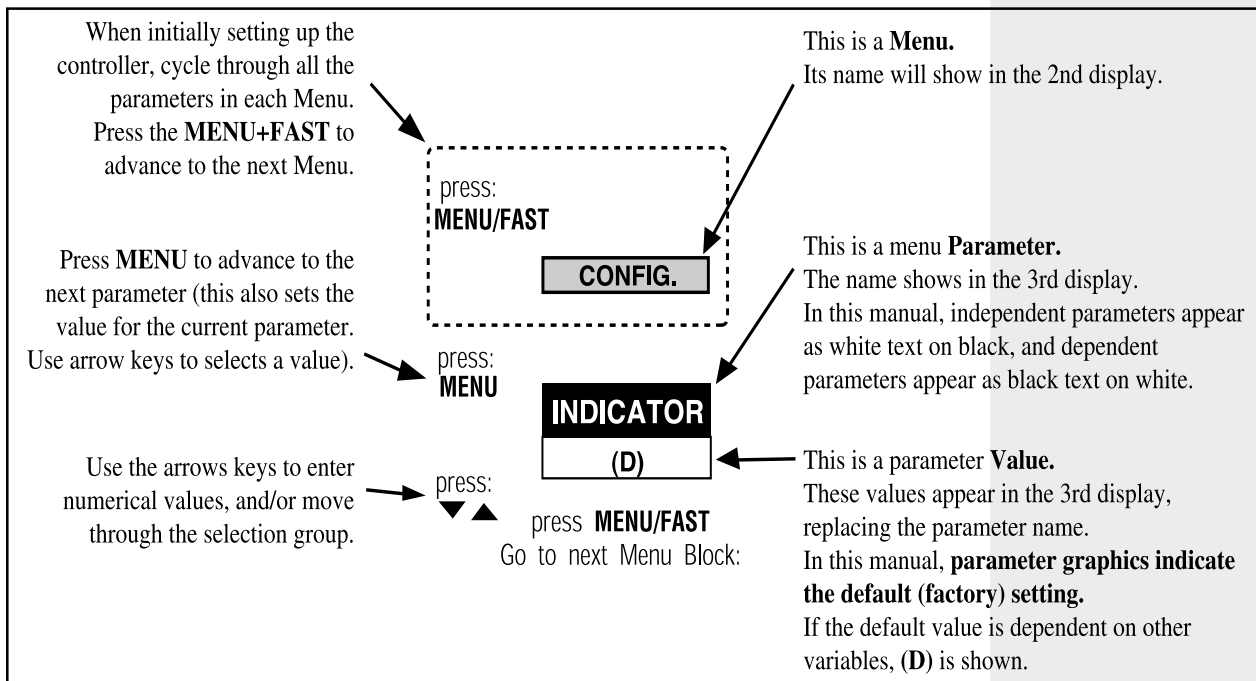 When initially setting up the
controller, cycle through all the
parameters in each Menu.
Press the MENU+FAST to
advance to the next Menu.
This is a Menu.
Its name will show in the 2nd display.
press:
MENU/FAST
CONFIG.
Press MENU to advance to the
next parameter (this also sets the
value for the current parameter.
Use arrow keys to selects a value).
press:
MENU
This is a menu Parameter.
The name shows in the 3rd display.
In this manual, independent parameters appear
as white text on black, and dependent
parameters appear as black text on white.
INDICATOR
(D)
Use the arrows keys to enter
numerical values, and/or move
through the selection group.
press:
▼ ▲
press MENU/FAST
Go to next Menu Block:
This is a parameter Value.
These values appear in the 3rd display,
replacing the parameter name.
In this manual, parameter graphics indicate
the default (factory) setting.
If the default value is dependent on other
variables, (D) is shown.